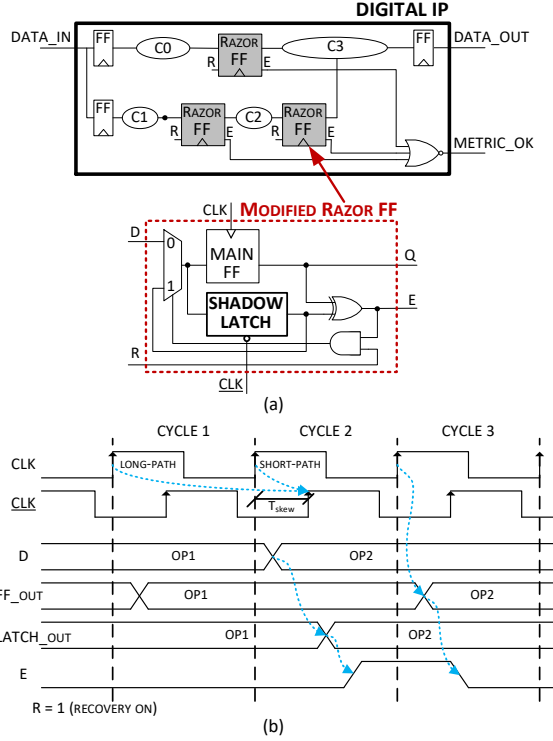 DIGITAL IP
DATA_IN FF C0 RAZOR FF R E C3 FF DATA_OUT
FF C1 RAZOR FF R E C2 RAZOR FF R E
METRIC_OK
CLK MODIFIED RAZOR FF
D 0 MAIN FF Q
1 SHADOW LATCH E
R
CLK
(a)
CYCLE 1 CYCLE 2 CYCLE 3
CLK LONG-PATH SHORT-PATH
CLK Tskew
D OP1 OP2
FF_OUT OP1 OP2
LATCH_OUT OP1 OP2
E
R = 1 (RECOVERY ON)
(b)